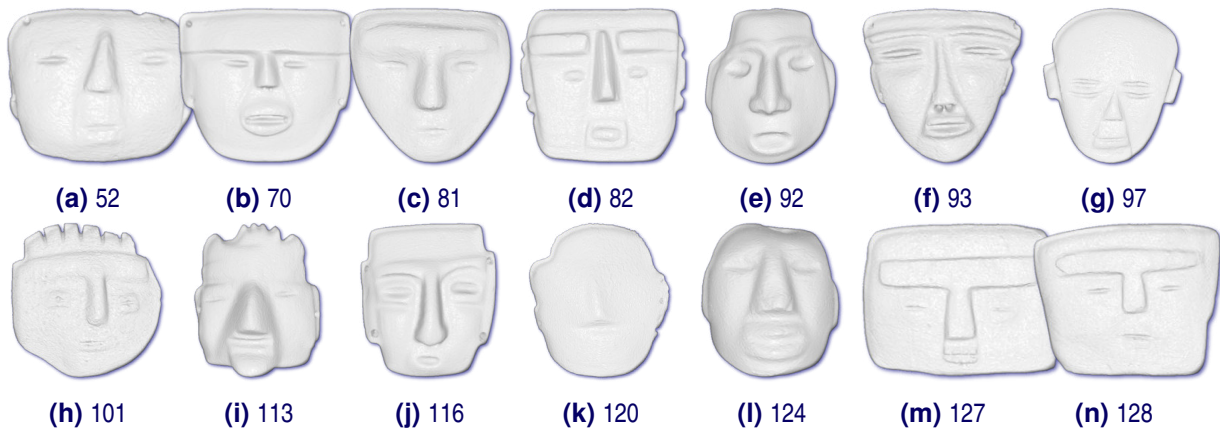 (a) 52 (b) 70 (c) 81 (d) 82 (e) 92 (f) 93 (g) 97
(h) 101 (i) 113 (j) 116 (k) 120 (l) 124 (m) 127 (n) 128